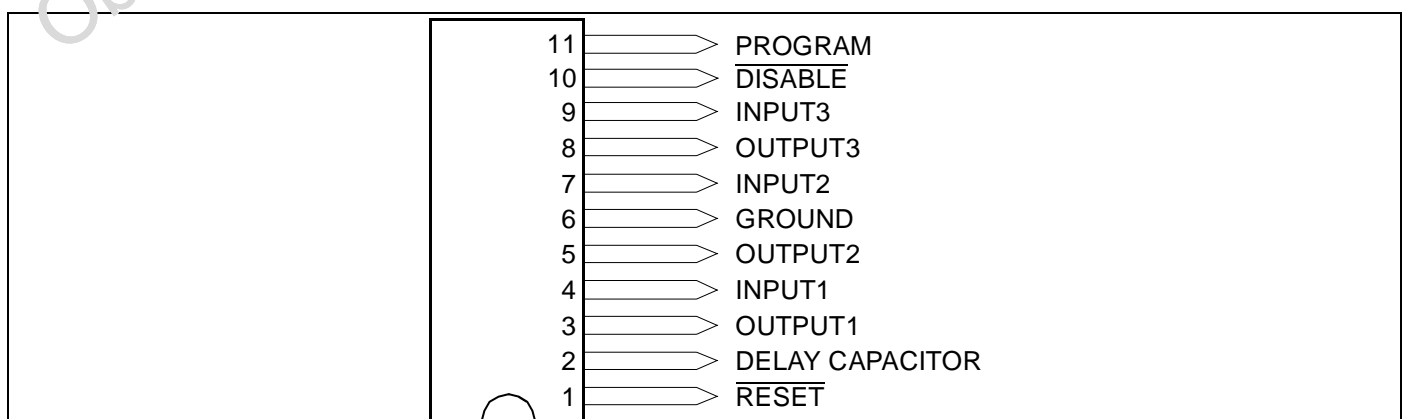 11 PROGRAM
10 DISABLE
9 INPUT3
8 OUTPUT3
7 INPUT2
6 GROUND
5 OUTPUT2
4 INPUT1
3 OUTPUT1
2 DELAY CAPACITOR
1 RESET